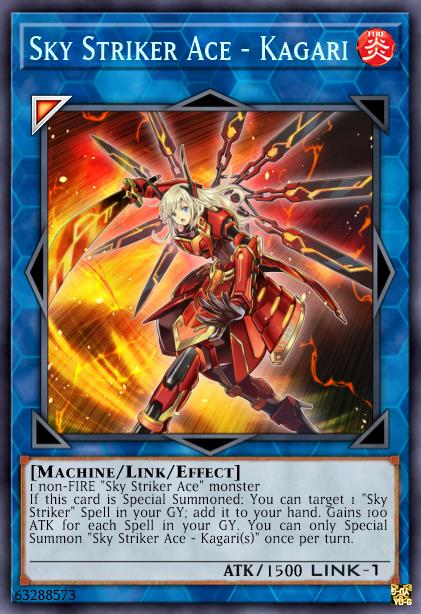 Sky Striker Ace - Kagari
FIRE
炎
[Machine/Link/Effect]
1 non-FIRE "Sky Striker Ace" monster
If this card is Special Summoned: You can target 1 "Sky
Striker" Spell in your GY; add it to your hand. Gains 100
ATK for each Spell in your GY. You can only Special
Summon "Sky Striker Ace - Kagari(s)" once per turn.
ATK/1500 LINK-1
63288573